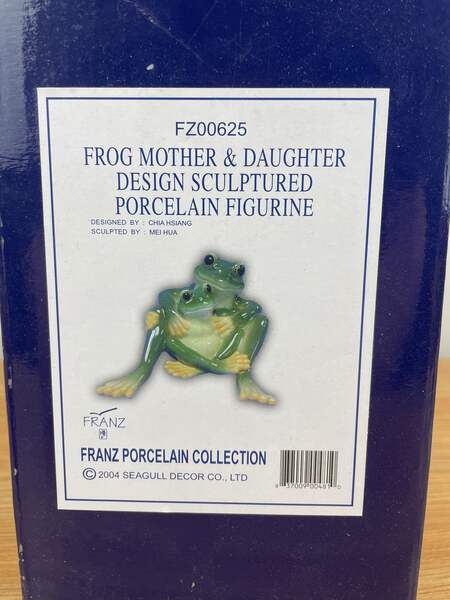 FZ00625
FROG MOTHER & DAUGHTER
DESIGN SCULPTURED
PORCELAIN FIGURINE
DESIGNED BY : CHIA HSIANG
SCULPTED BY : MEI HUA
FRANZ
FRANZ PORCELAIN COLLECTION
©2004 SEAGULL DECOR CO., LTD